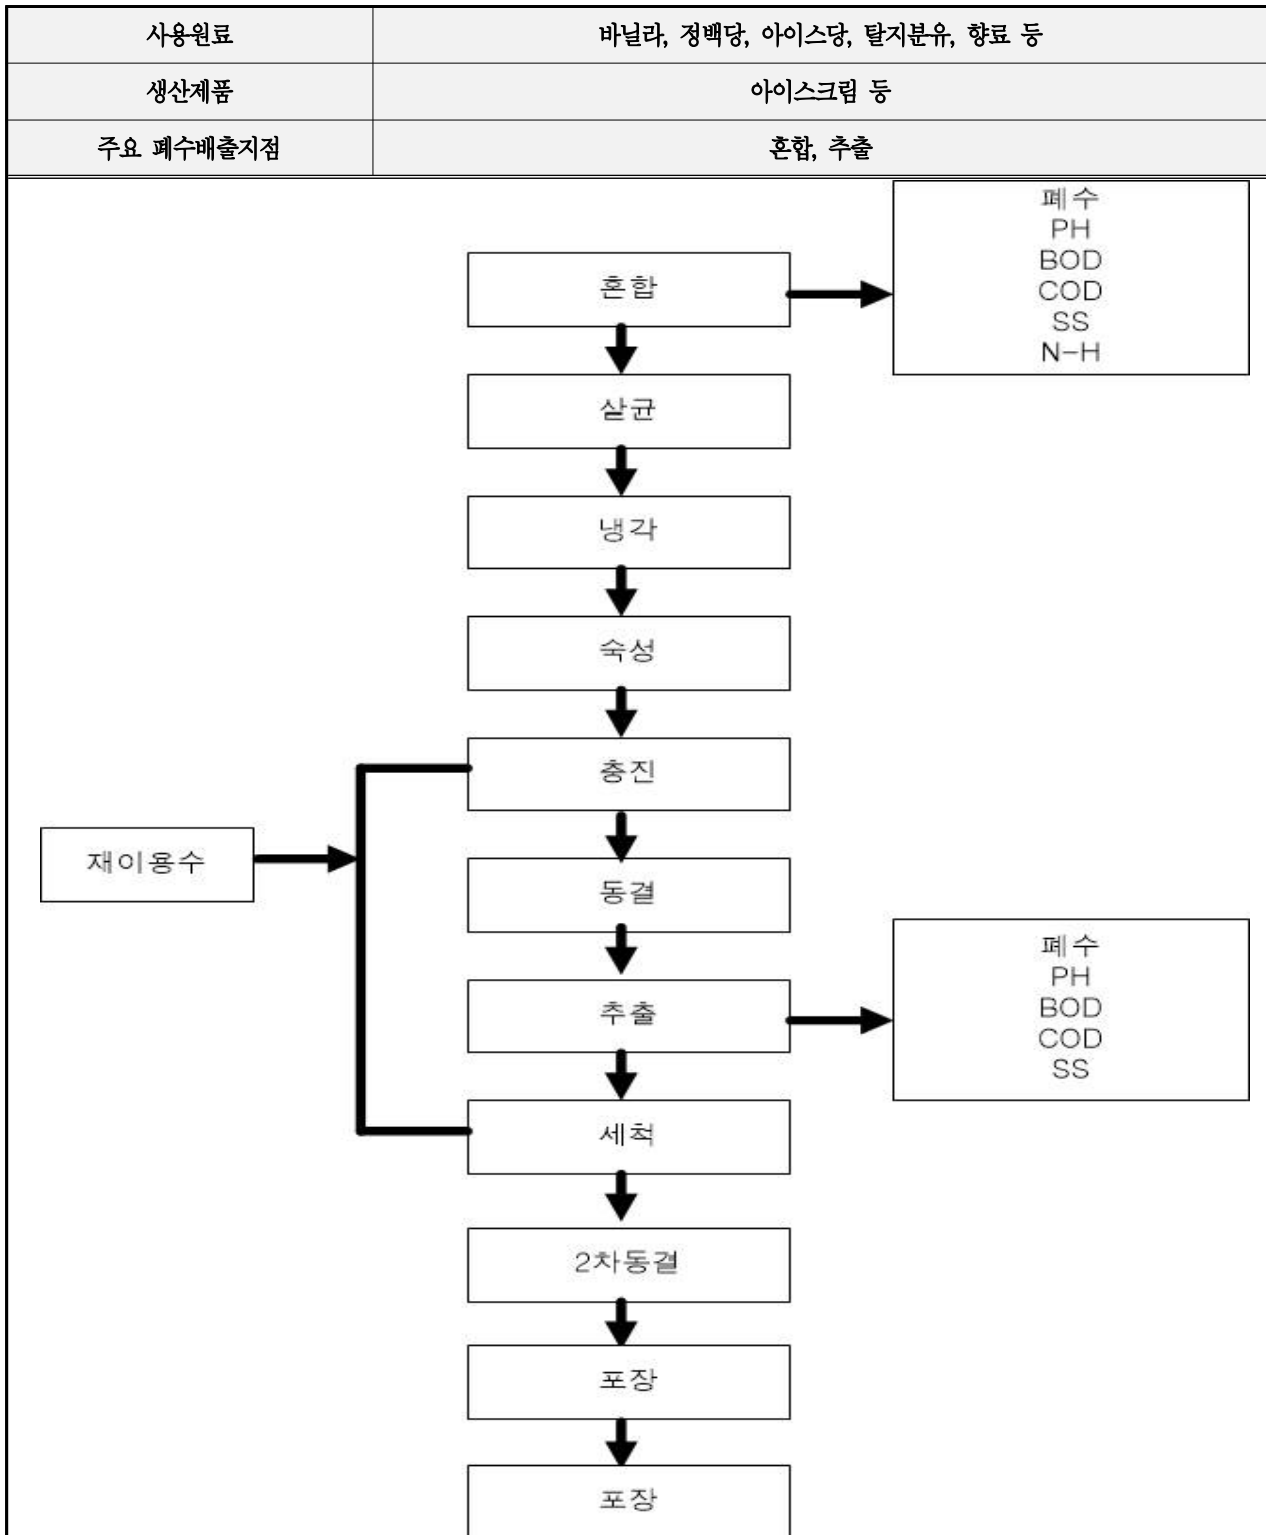 사용원료 바닐라, 정백당, 아이스당, 탈지분유, 향료 등
생산제품 아이스크림 등
주요 폐수배출지점 혼합, 추출
폐수
PH
BOD
COD
SS
N-H
혼합
살균
냉각
숙성
충진
재이용수
동결
추출
폐수
PH
BOD
COD
SS
세척
2차동결
포장
포장